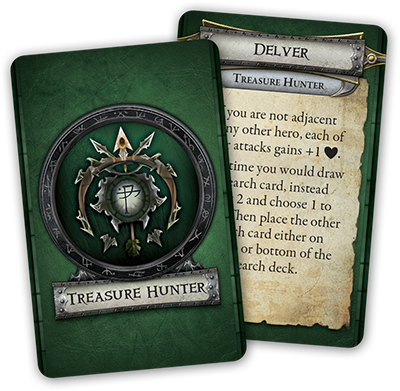 TREASURE HUNTER
DELVER
TREASURE HUNTER
you are not adjacent
ny other hero, each of
attacks gains +1
time you would draw
earch card, instead
2 and choose 1 to
Then place the other
ch card either on
or bottom of the
earch deck.